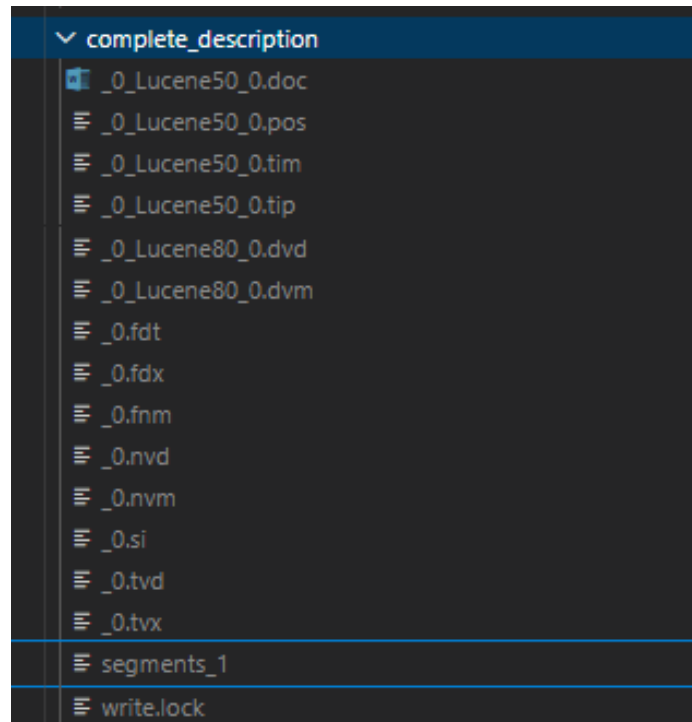 complete_description
_0_Lucene50_0.doc
_0_Lucene50_0.pos
_0_Lucene50_0.tim
_0_Lucene50_0.tip
_0_Lucene80_0.dvd
_0_Lucene80_0.dvm
_0.fdt
_0.fdx
_0.fnm
_0.nvd
_0.nvm
_0.si
_0.tvd
_0.tvx
segments_1
write.lock